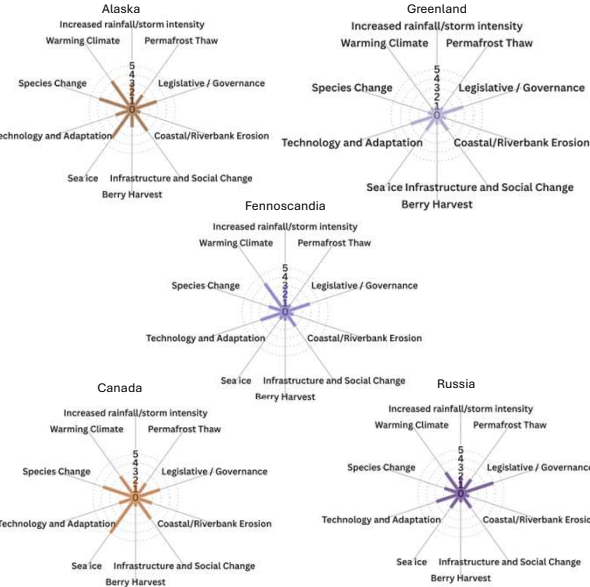 Alaska
Increased rainfall/storm intensity
Warming Climate Permafrost Thaw
5
4
3
2
1
0
Species Change Legislative / Governance
echnology and Adaptation Coastal/Riverbank Erosion
Sea ice Infrastructure and Social Change
Berry Harvest
Greenland
Increased rainfall/storm intensity
Warming Climate Permafrost Thaw
5
4
3
2
1
0
Species Change Legislative / Governance
Technology and Adaptation Coastal/Riverbank Erosion
Sea ice Infrastructure and Social Change
Berry Harvest
Fennoscandia
Increased rainfall/storm intensity
Warming Climate Permafrost Thaw
5
4
3
2
1
0
Species Change Legislative / Governance
Technology and Adaptation Coastal/Riverbank Erosion
Sea ice Infrastructure and Social Change
Berry Harvest
Canada
Increased rainfall/storm intensity
Warming Climate Permafrost Thaw
5
4
3
2
1
0
Species Change Legislative / Governance
Technology and Adaptation Coastal/Riverbank Erosion
Sea ice Infrastructure and Social Change
Berry Harvest
Russia
Increased rainfall/storm intensity
Warming Climate Permafrost Thaw
5
4
3
2
1
0
Species Change Legislative / Governance
Technology and Adaptation Coastal/Riverbank Erosic
Sea ice Infrastructure and Social Change
Berry Harvest